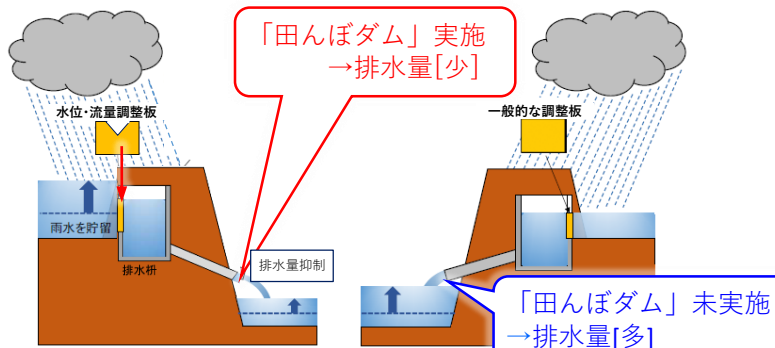 「田んぼダム」実施
→排水量[少]
水位・流量調整板
一般的な調整板
雨水を貯留
排水枡
排水量抑制
「田んぼダム」未実施
→排水量[多]